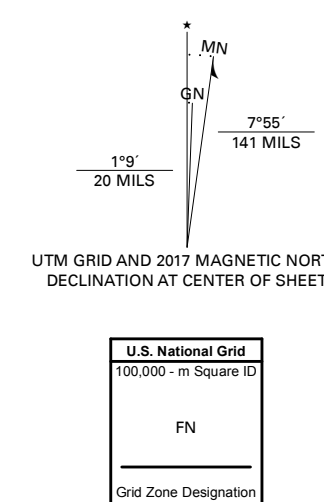 ★
MN
GN
7°55´
141 MILS
1°9´
20 MILS
UTM GRID AND 2017 MAGNETIC NORT
DECLINATION AT CENTER OF SHEET
U.S. National Grid
100,000 - m Square ID
FN
Grid Zone Designation